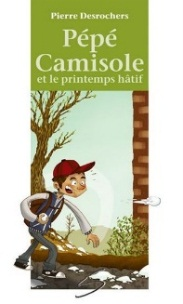 Pierre Desrochers
Pépé
Camisole
et le printemps hâtif